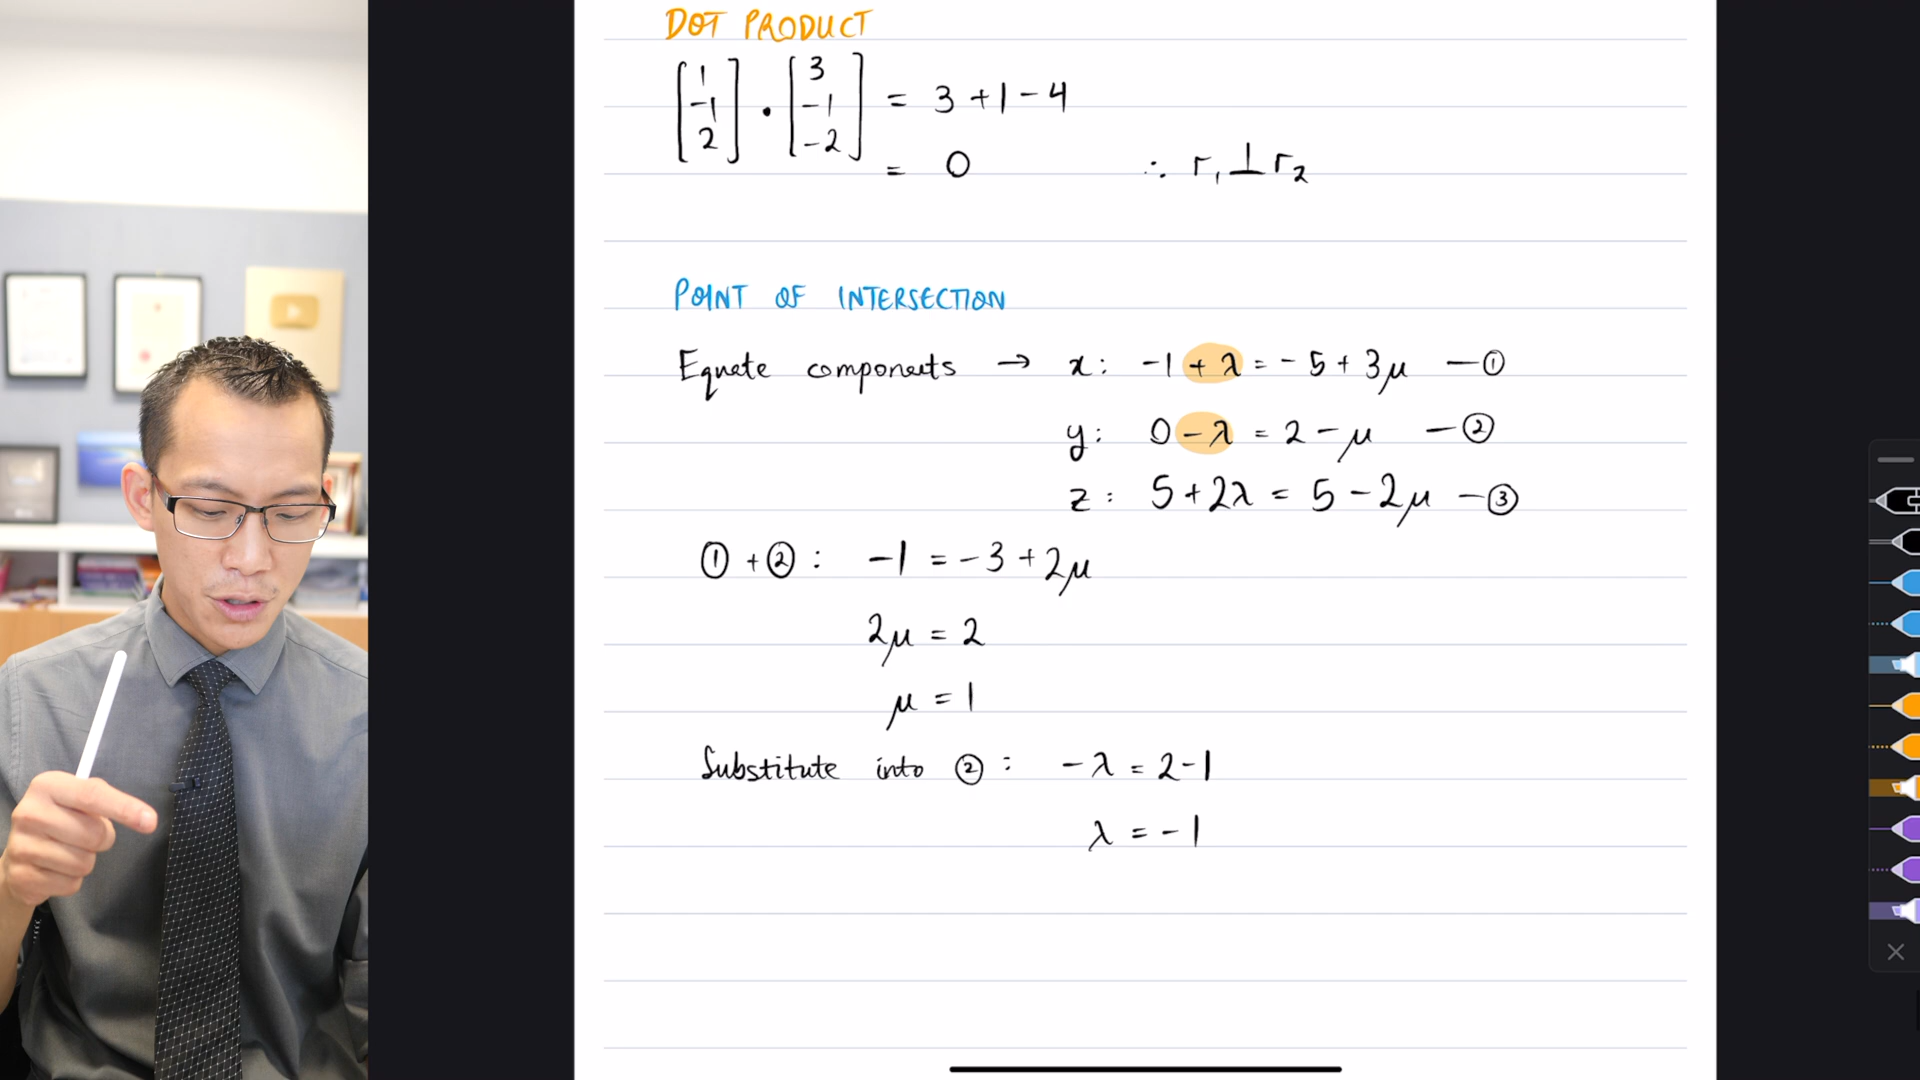 DOT PRODUCT
[1 -1 2] · [3 -1 -2] = 3 + 1 - 4
= 0 ∴ r₁ ⊥ r₂
POINT OF INTERSECTION
Equate components → x: -1 + λ = -5 + 3μ — ①
y: 0 - λ = 2 - μ — ②
z: 5 + 2λ = 5 - 2μ — ③
① + ②: -1 = -3 + 2μ
2μ = 2
μ = 1
Substitute into ②: -λ = 2 - 1
λ = -1